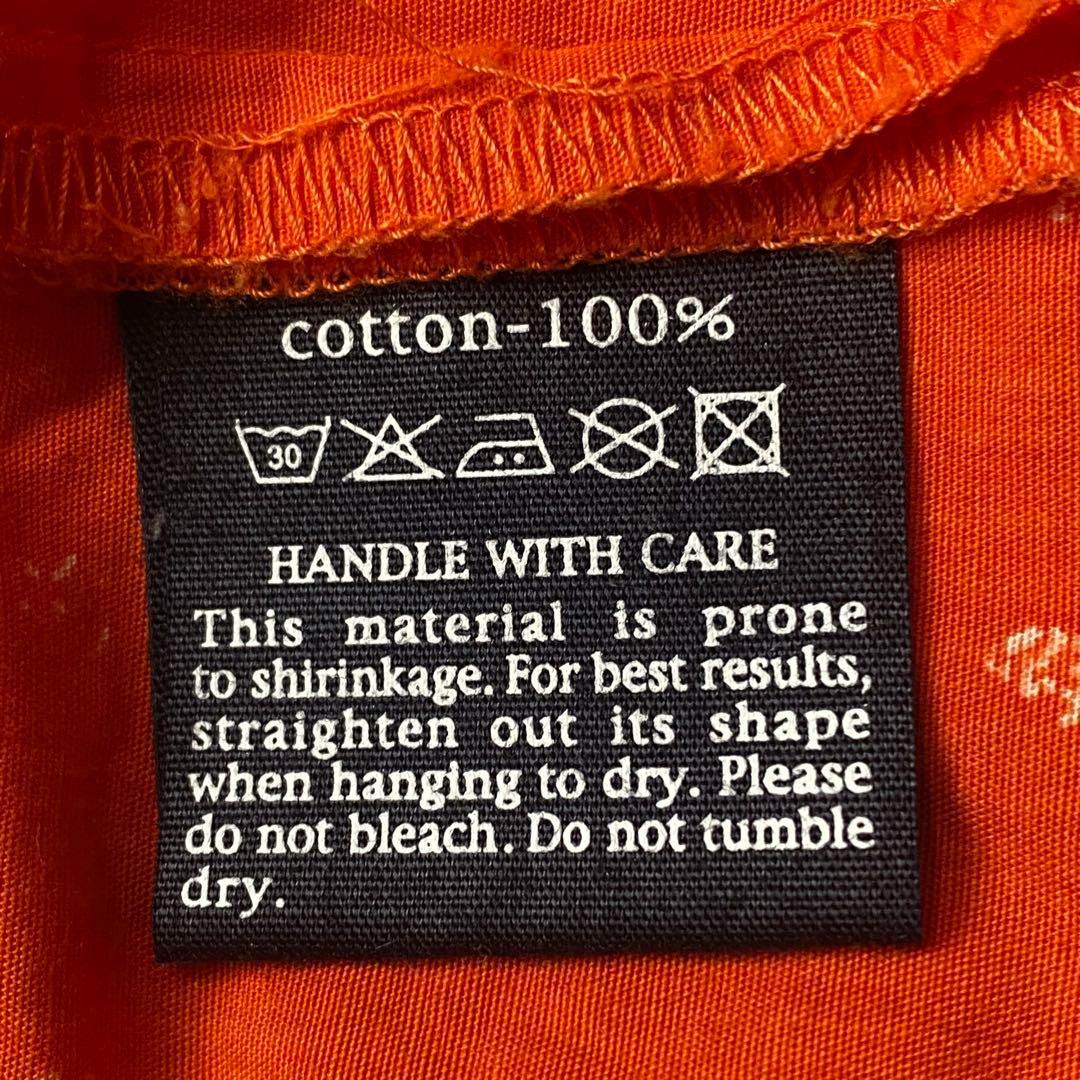 cotton-100%
30
HANDLE WITH CARE
This material is prone
to shirinkage. For best results,
straighten out its shape
when hanging to dry. Please
do not bleach. Do not tumble
dry.